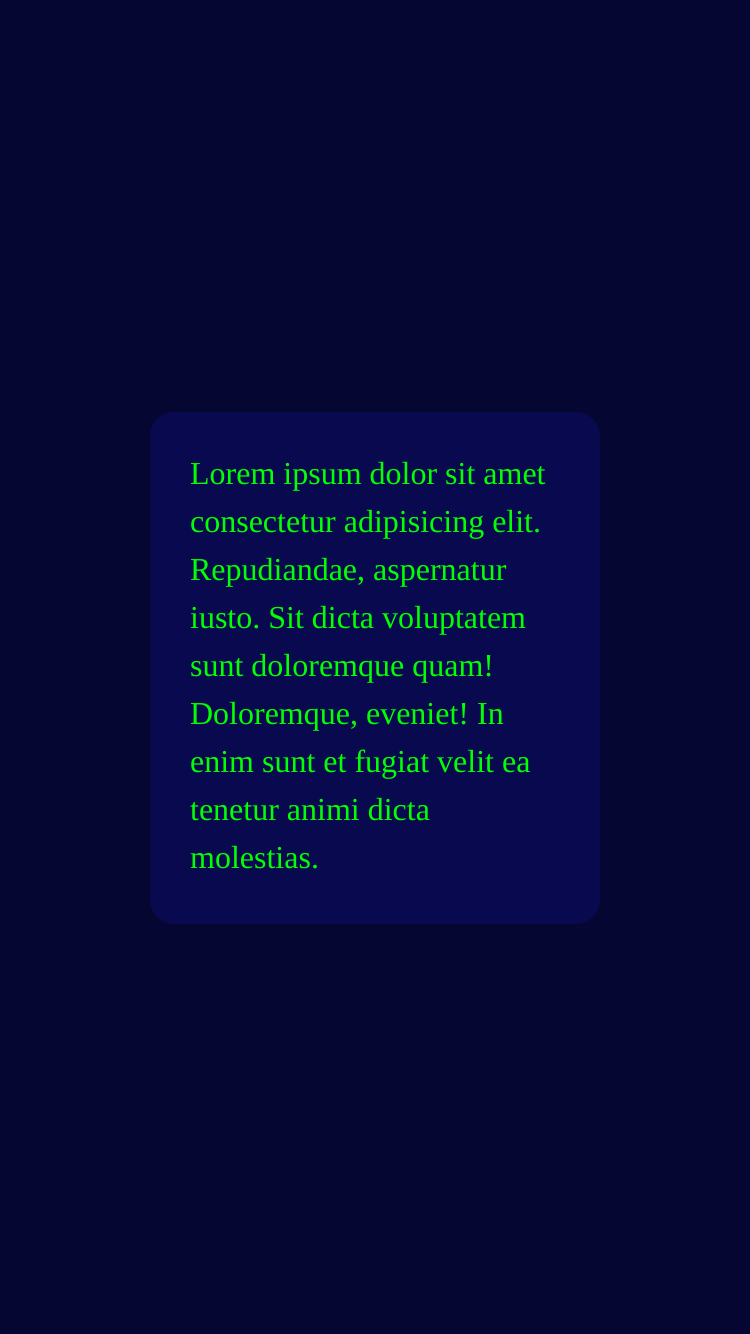 Lorem ipsum dolor sit amet
consectetur adipisicing elit.
Repudiandae, aspernatur
iusto. Sit dicta voluptatem
sunt doloremque quam!
Doloremque, eveniet! In
enim sunt et fugiat velit ea
tenetur animi dicta
molestias.